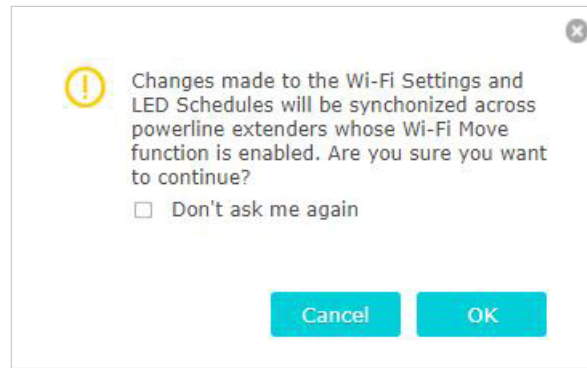 Changes made to the Wi-Fi Settings and
LED Schedules will be synchonized across
powerline extenders whose Wi-Fi Move
function is enabled. Are you sure you want
to continue?
Don't ask me again
Cancel OK